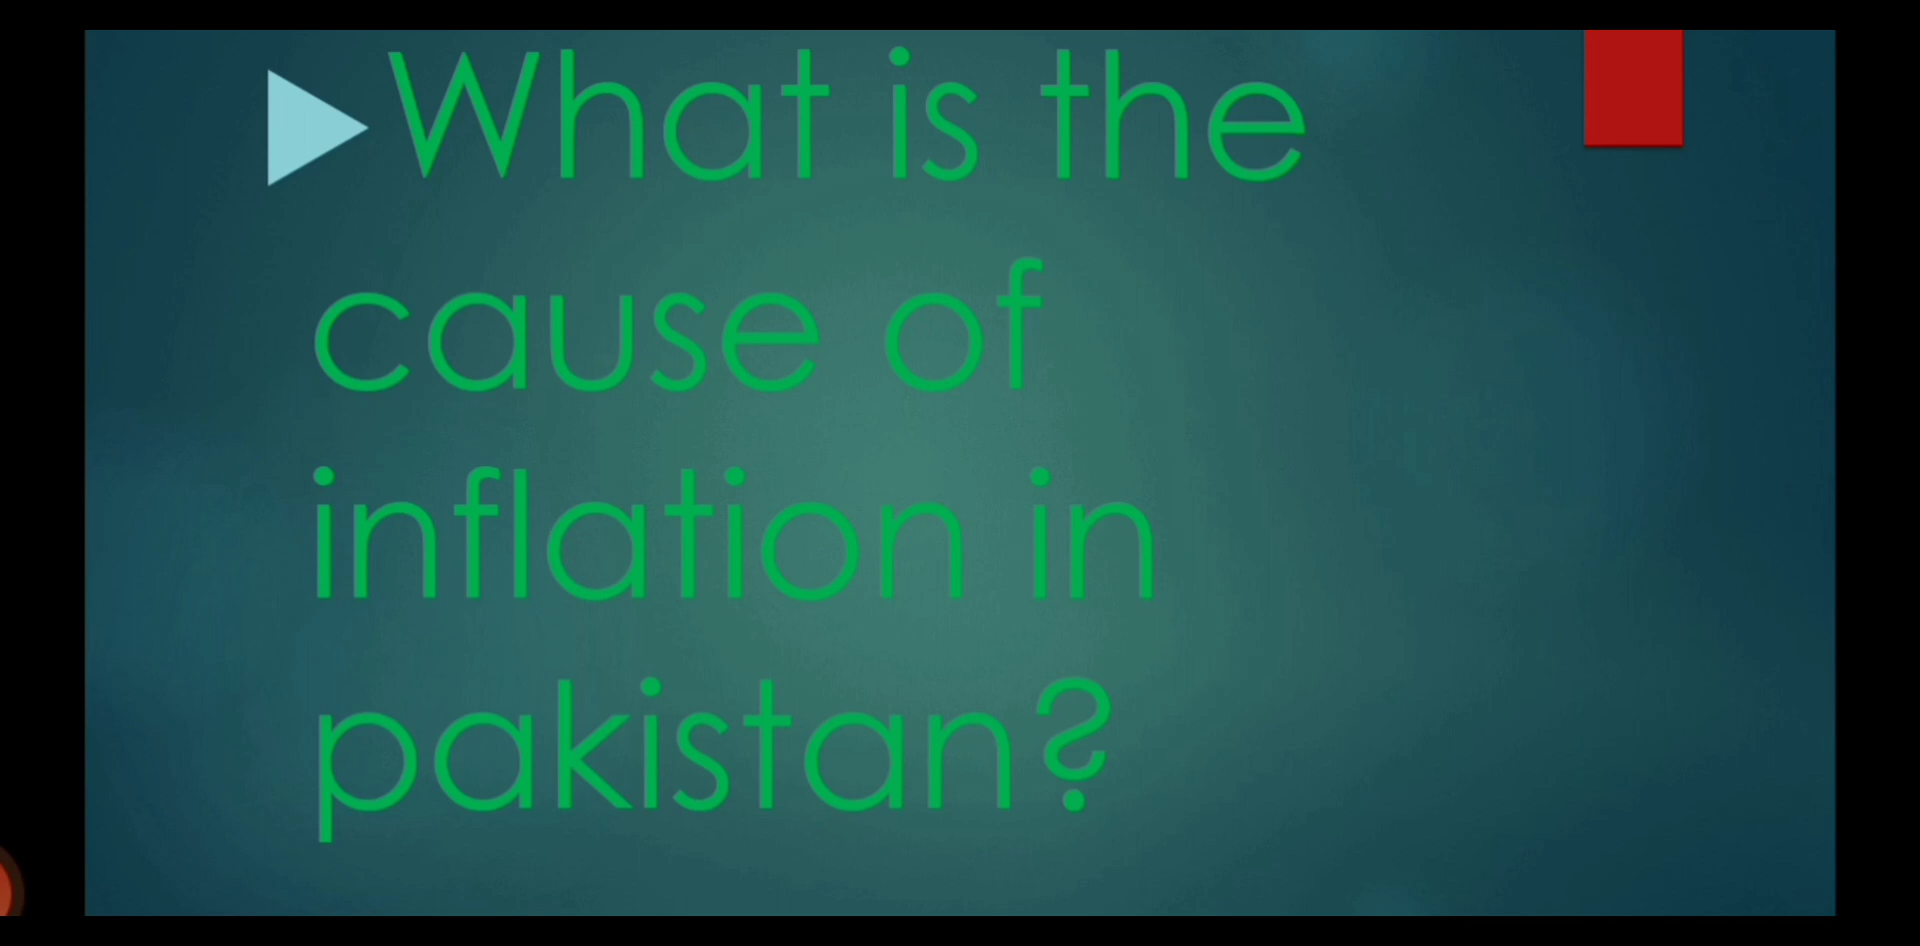 What is the
cause of
inflation in
pakistan?